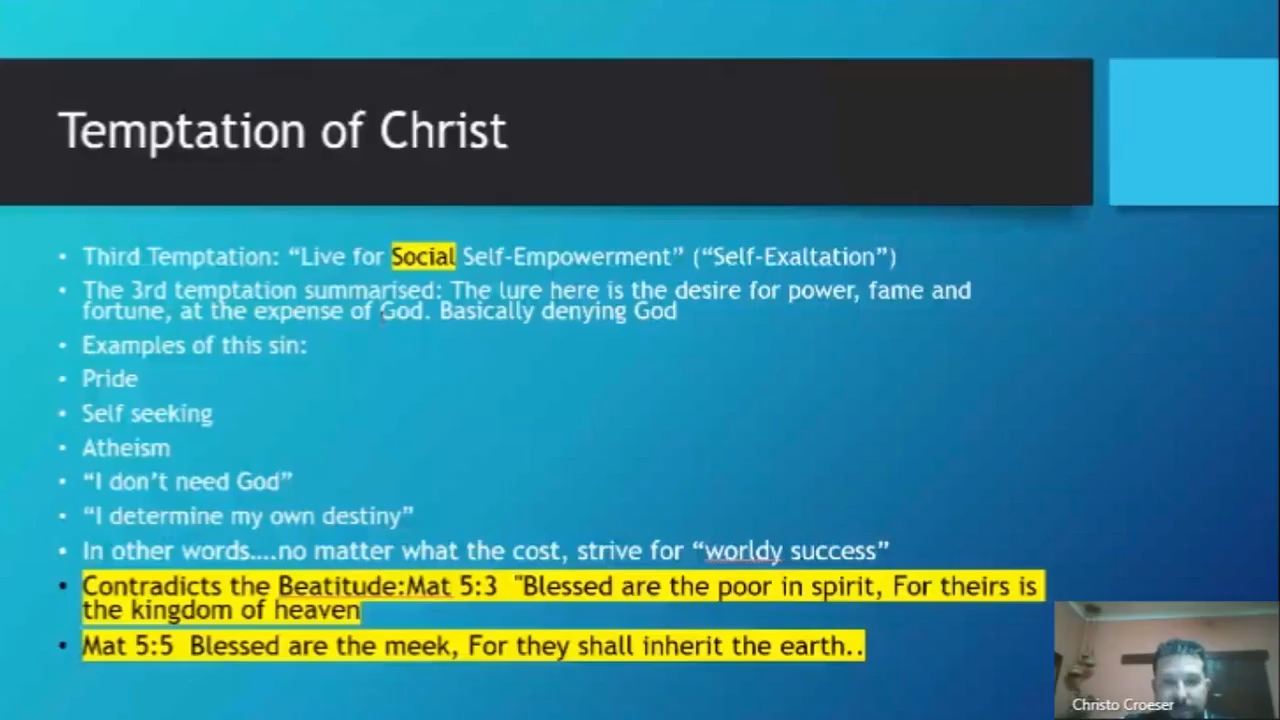 Temptation of Christ
• Third Temptation: “Live for Social Self-Empowerment” (“Self-Exaltation”)
• The 3rd temptation summarised: The lure here is the desire for power, fame and
fortune, at the expense of God. Basically denying God
• Examples of this sin:
• Pride
• Self seeking
• Atheism
• “I don’t need God”
• “I determine my own destiny”
• In other words….no matter what the cost, strive for “worldy success”
• Contradicts the Beatitude:Mat 5:3 "Blessed are the poor in spirit, For theirs is
the kingdom of heaven
• Mat 5:5 Blessed are the meek, For they shall inherit the earth..
Christo Croeser